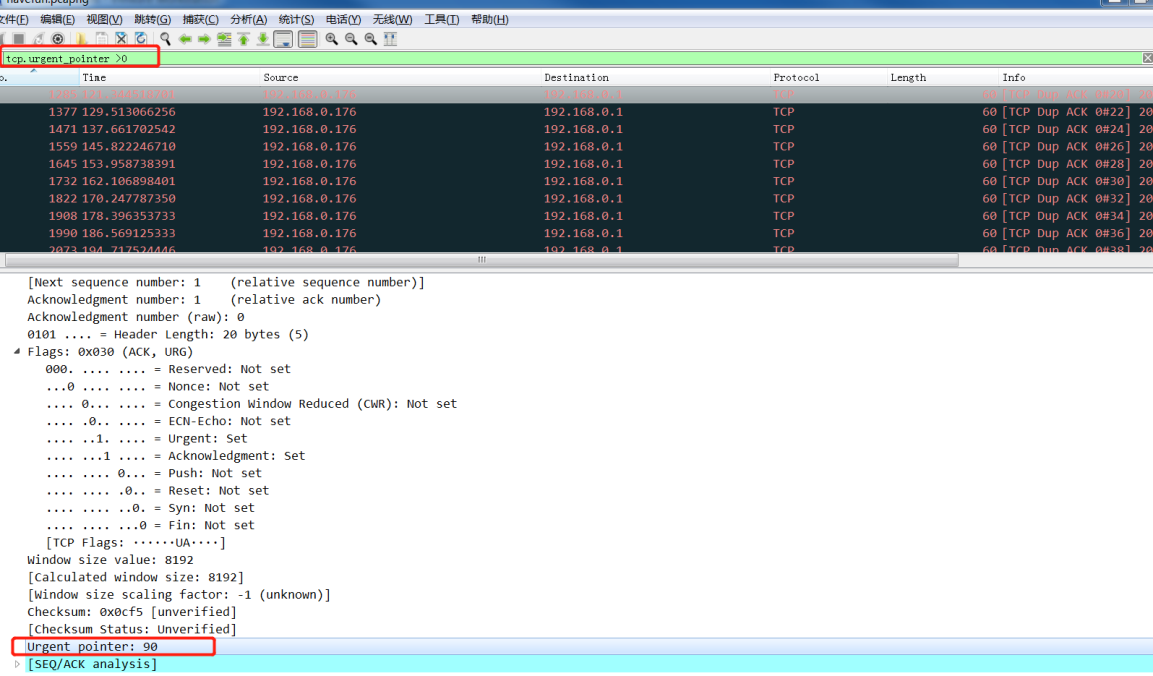 havefun.pcapng
文件(F) 编辑(E) 视图(V) 跳转(G) 捕获(C) 分析(A) 统计(S) 电话(Y) 无线(W) 工具(T) 帮助(H)
tcp.urgent_pointer >0
o. Time Source Destination Protocol Length Info
192.168.0.176 192.168.0.1 TCP 60 [TCP Dup ACK 0#20] 20
1377 129.513066256 192.168.0.176 192.168.0.1 TCP 60 [TCP Dup ACK 0#22] 20
1471 137.661702542 192.168.0.176 192.168.0.1 TCP 60 [TCP Dup ACK 0#24] 20
1559 145.822246710 192.168.0.176 192.168.0.1 TCP 60 [TCP Dup ACK 0#26] 20
1645 153.958738391 192.168.0.176 192.168.0.1 TCP 60 [TCP Dup ACK 0#28] 20
1732 162.106898401 192.168.0.176 192.168.0.1 TCP 60 [TCP Dup ACK 0#30] 20
1822 170.247787350 192.168.0.176 192.168.0.1 TCP 60 [TCP Dup ACK 0#32] 20
1908 178.396353733 192.168.0.176 192.168.0.1 TCP 60 [TCP Dup ACK 0#34] 20
1990 186.569125333 192.168.0.176 192.168.0.1 TCP 60 [TCP Dup ACK 0#36] 20
2073 194.717524446 192.168.0.176 192.168.0.1 TCP 60 [TCP Dup ACK 0#38] 20
[Next sequence number: 1 (relative sequence number)]
Acknowledgment number: 1 (relative ack number)
Acknowledgment number (raw): 0
0101 .... = Header Length: 20 bytes (5)
Flags: 0x030 (ACK, URG)
000. .... .... = Reserved: Not set
...0 .... .... = Nonce: Not set
.... 0... .... = Congestion Window Reduced (CWR): Not set
.... .0.. .... = ECN-Echo: Not set
.... ..1. .... = Urgent: Set
.... ...1 .... = Acknowledgment: Set
.... .... 0... = Push: Not set
.... .... .0.. = Reset: Not set
.... .... ..0. = Syn: Not set
.... .... ...0 = Fin: Not set
[TCP Flags: ······UA····]
Window size value: 8192
[Calculated window size: 8192]
[Window size scaling factor: -1 (unknown)]
Checksum: 0x0cf5 [unverified]
[Checksum Status: Unverified]
Urgent pointer: 90
[SEQ/ACK analysis]